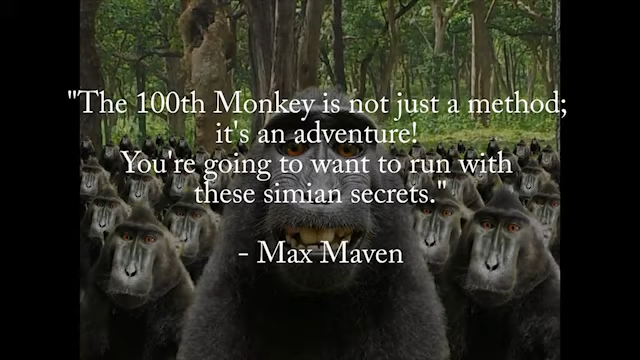 "The 100th Monkey is not just a method;
it's an adventure!
You're going to want to run with
these simian secrets."
- Max Maven